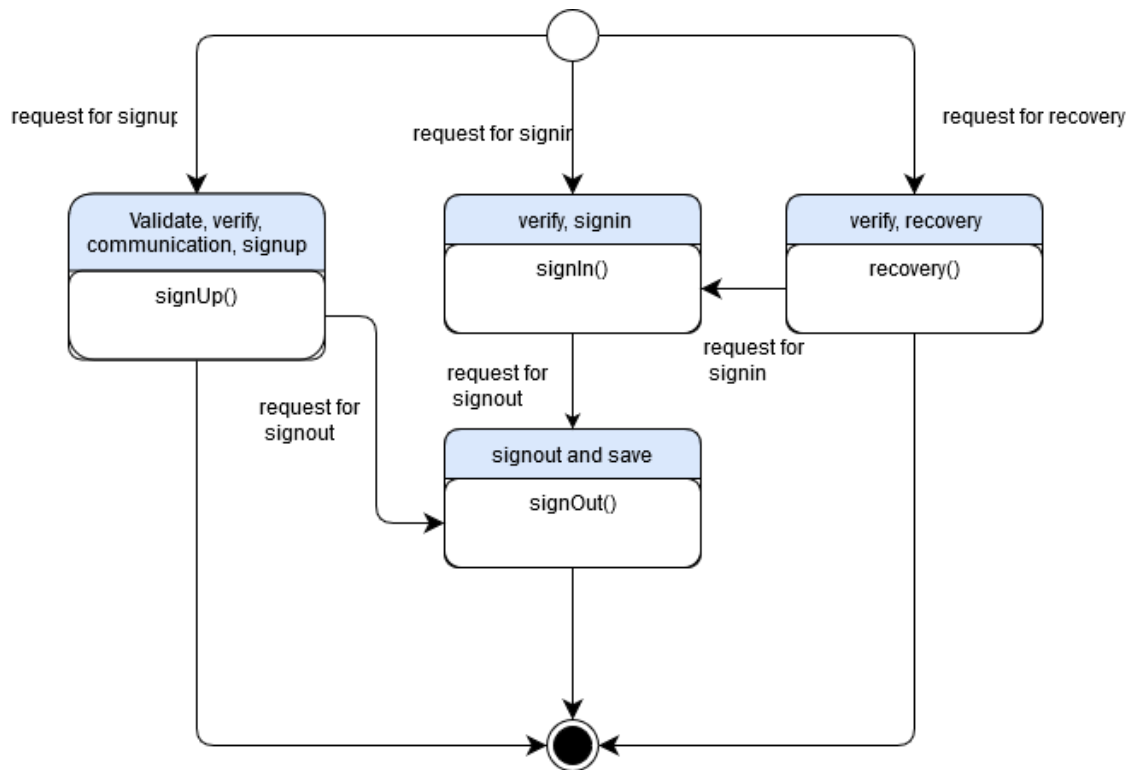 request for signup
request for signin
request for recovery
Validate, verify,
communication, signup
signUp()
verify, signin
signIn()
verify, recovery
recovery()
request for
signin
request for
signout
request for
signout
signout and save
signOut()